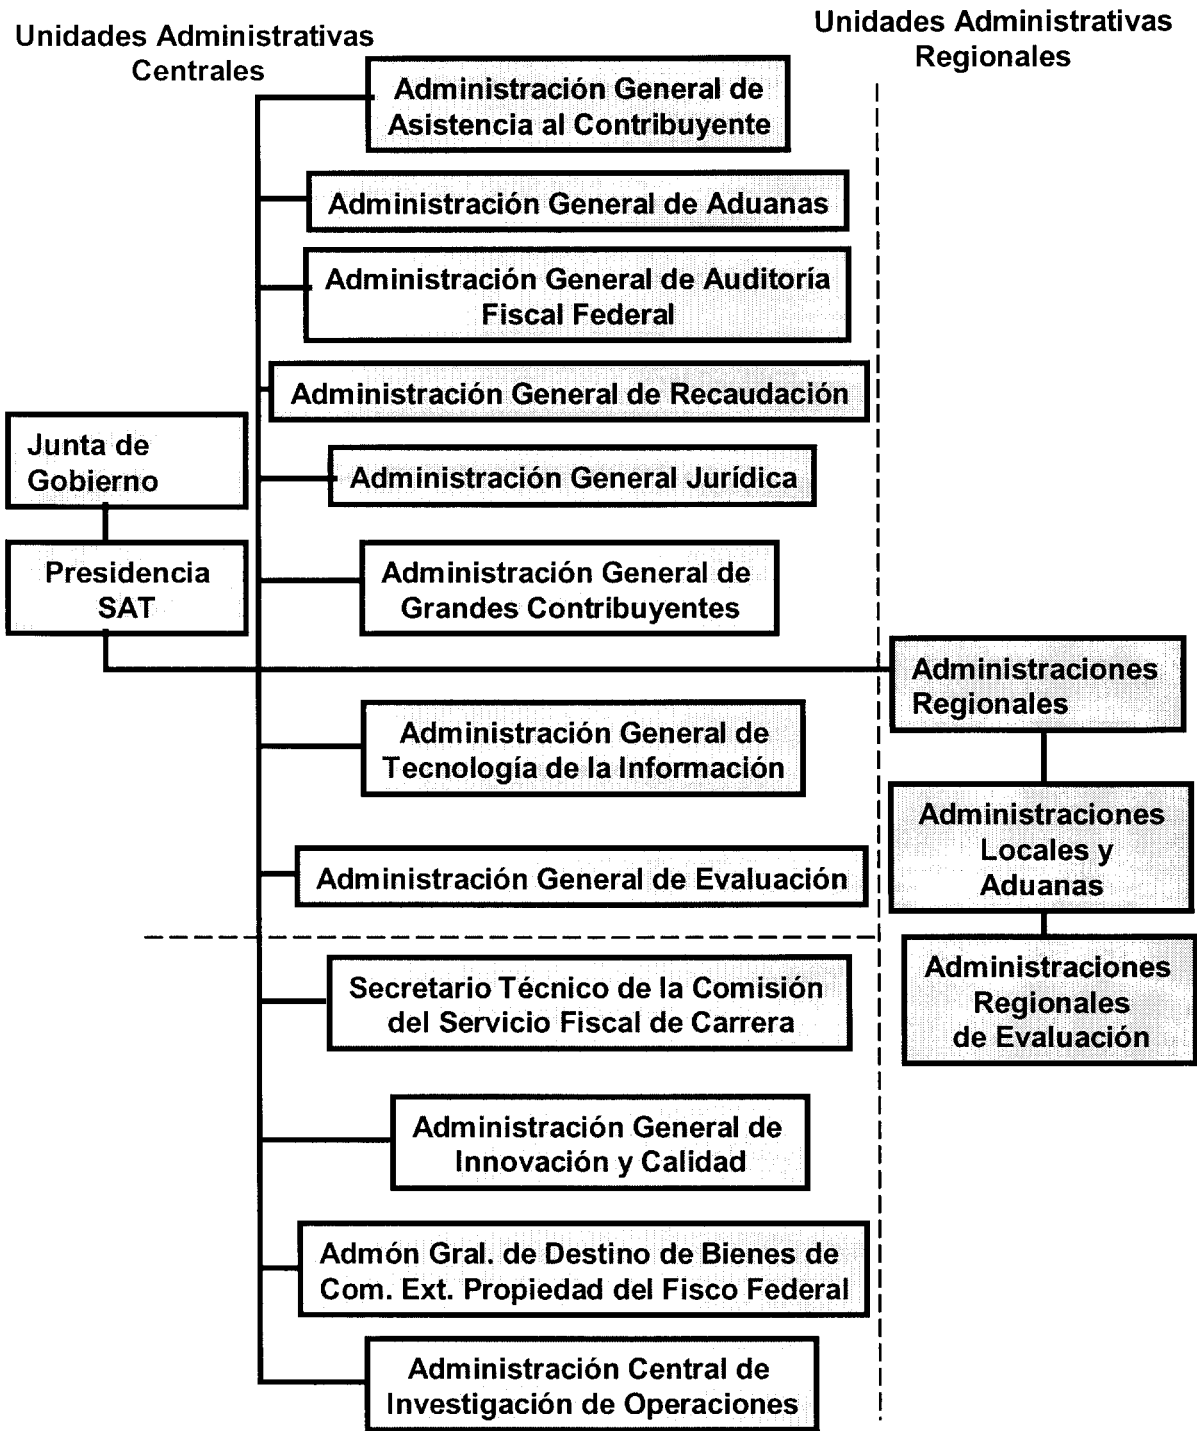 Unidades Administrativas
Centrales
Unidades Administrativas
Regionales
Administración General de
Asistencia al Contribuyente
Administración General de Aduanas
Administración General de Auditoría
Fiscal Federal
Administración General de Recaudación
Junta de
Gobierno
Administración General Jurídica
Presidencia
SAT
Administración General de
Grandes Contribuyentes
Administraciones
Regionales
Administración General de
Tecnología de la Información
Administraciones
Locales y
Aduanas
Administración General de Evaluación
Administraciones
Regionales
de Evaluación
Secretario Técnico de la Comisión
del Servicio Fiscal de Carrera
Administración General de
Innovación y Calidad
Admón Gral. de Destino de Bienes de
Com. Ext. Propiedad del Fisco Federal
Administración Central de
Investigación de Operaciones